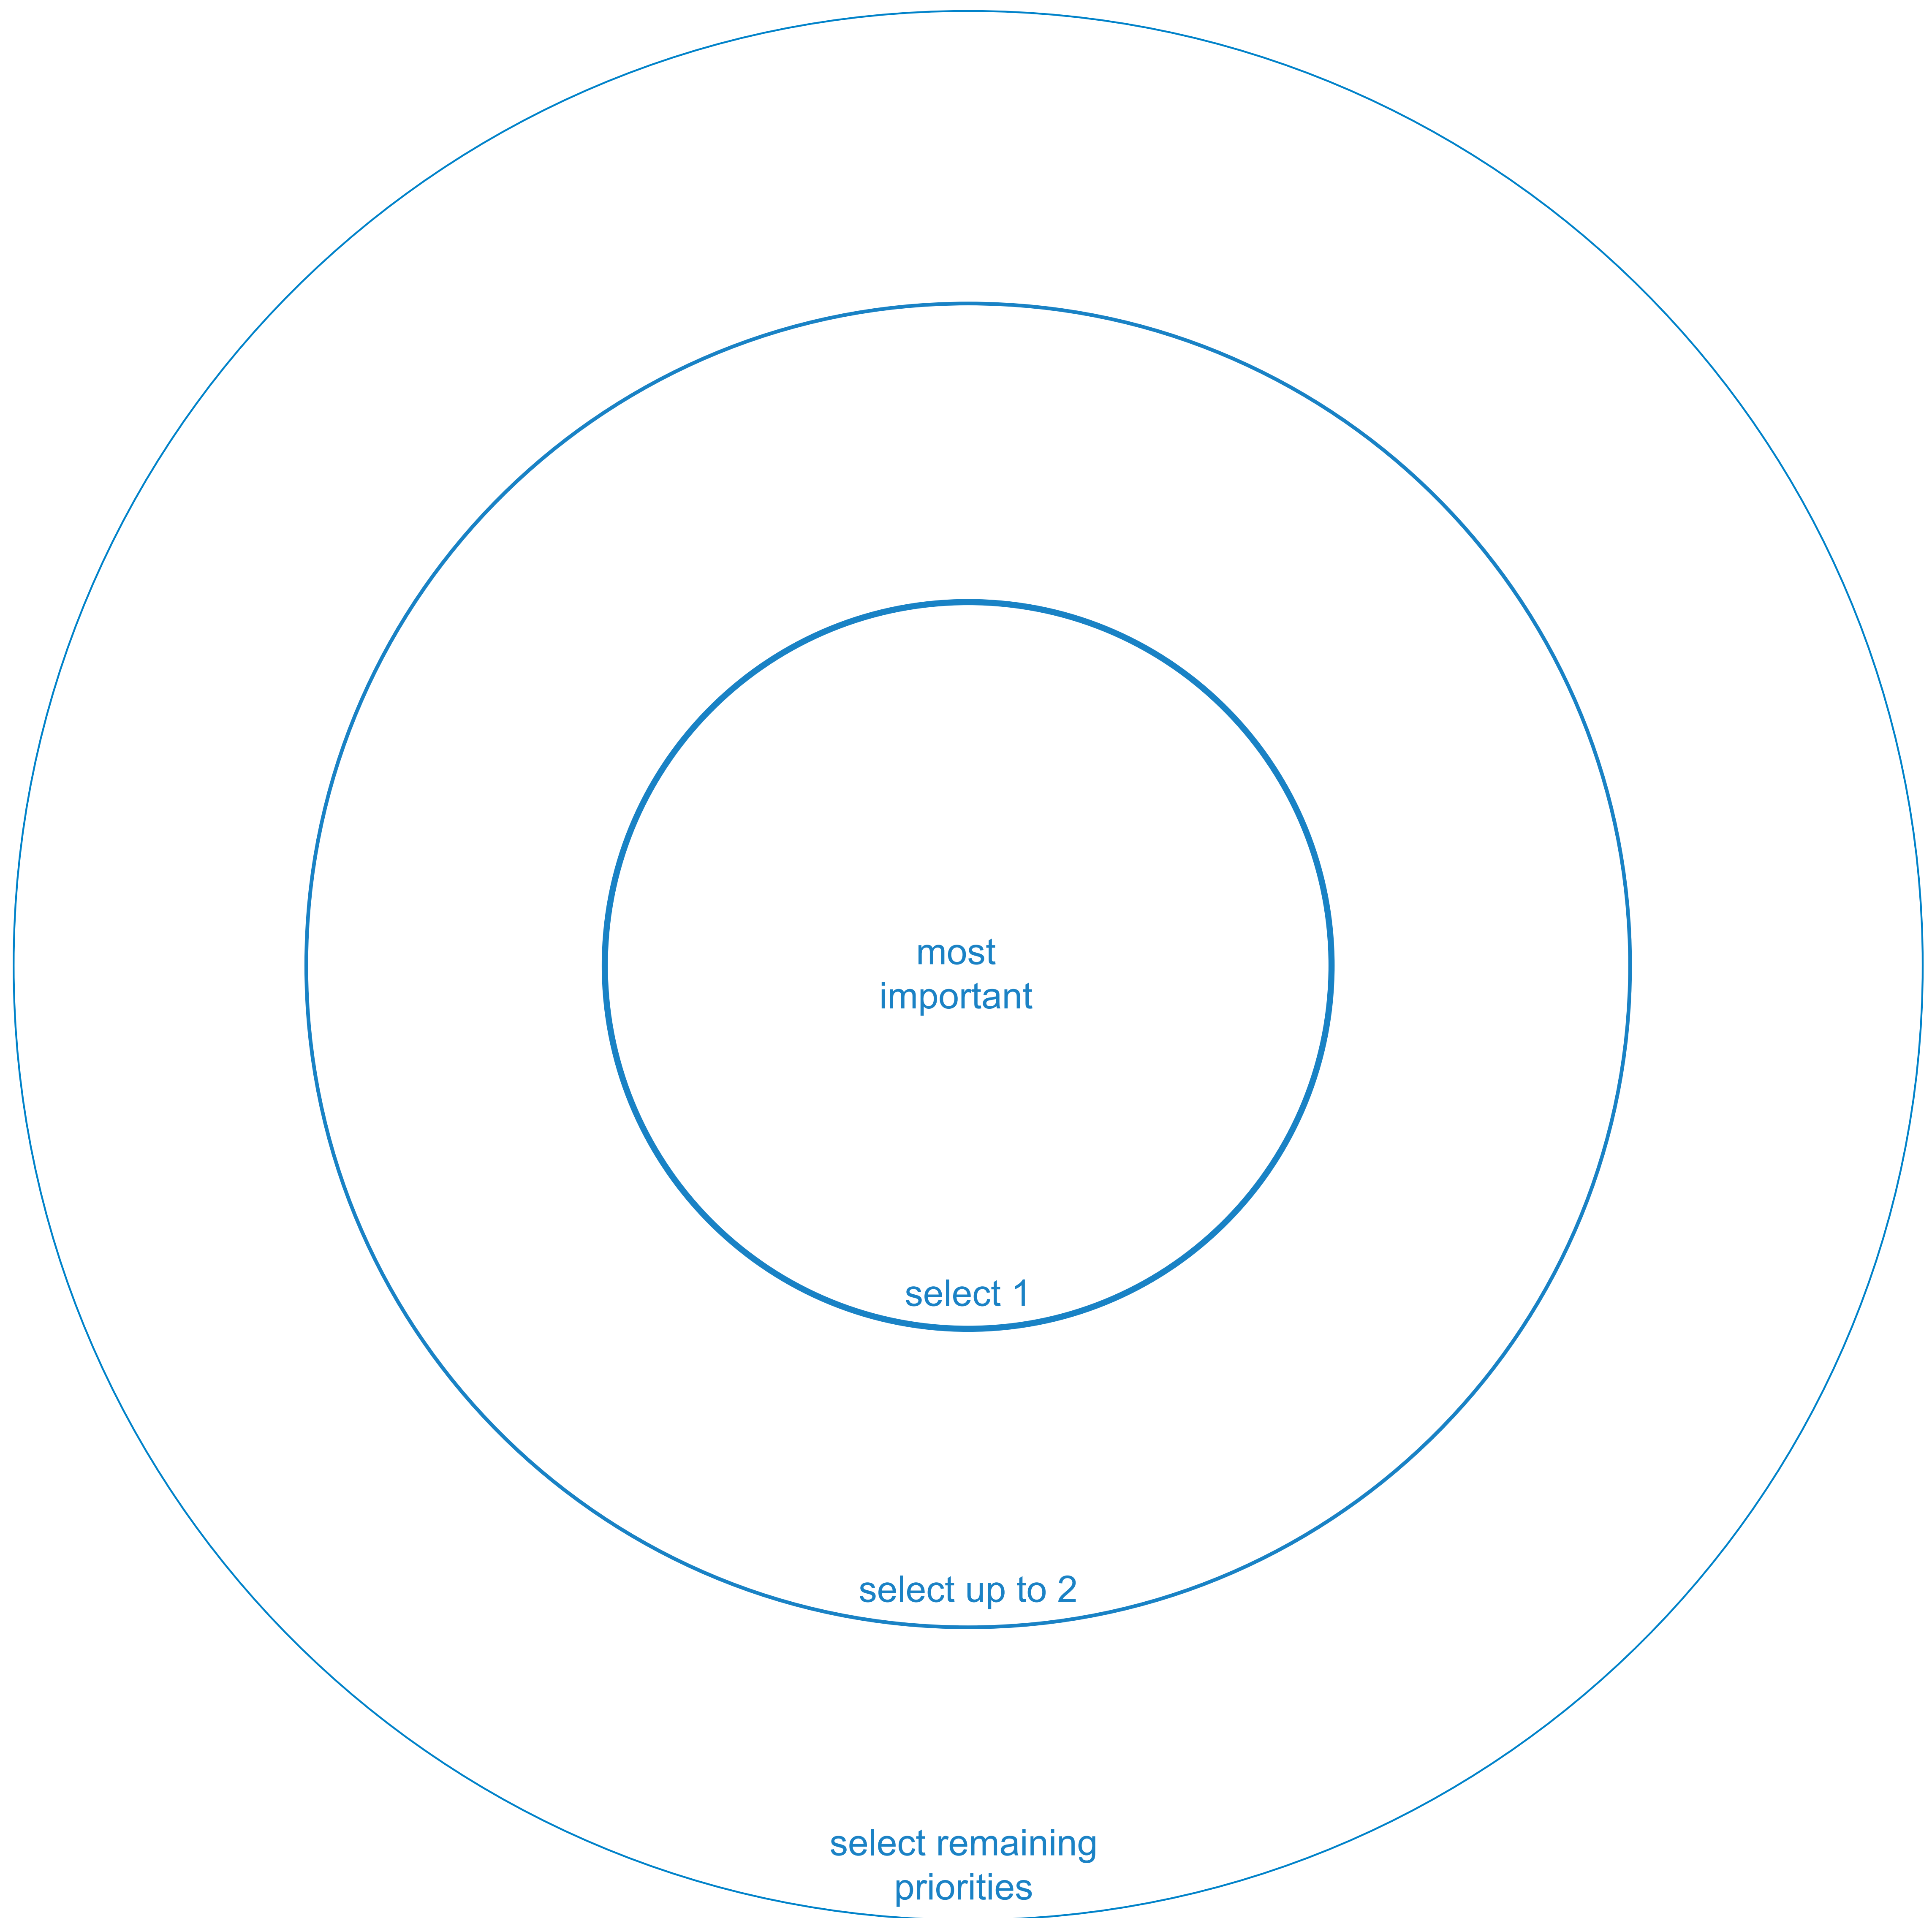 most
important
select 1
select up to 2
select remaining
priorities